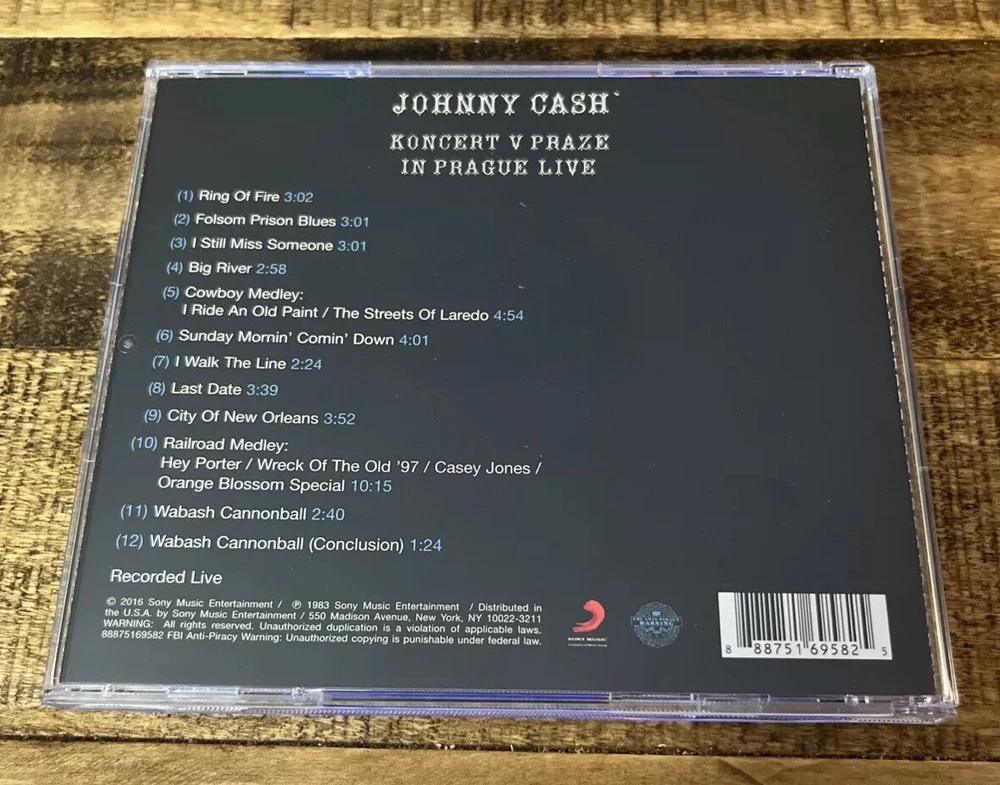 JOHNNY CASH
KONCERT V PRAZE
IN PRAGUE LIVE
(1) Ring Of Fire 3:02
(2) Folsom Prison Blues 3:01
(3) I Still Miss Someone 3:01
(4) Big River 2:58
(5) Cowboy Medley:
I Ride An Old Paint / The Streets Of Laredo 4:54
(6) Sunday Mornin' Comin' Down 4:01
(7) I Walk The Line 2:24
(8) Last Date 3:39
(9) City Of New Orleans 3:52
(10) Railroad Medley:
Hey Porter / Wreck Of The Old '97 / Casey Jones /
Orange Blossom Special 10:15
(11) Wabash Cannonball 2:40
(12) Wabash Cannonball (Conclusion) 1:24
Recorded Live
© 2016 Sony Music Entertainment / ℗ 1983 Sony Music Entertainment / Distributed in
the U.S.A. by Sony Music Entertainment / 550 Madison Avenue, New York, NY 10022-3211
WARNING: All rights reserved. Unauthorized duplication is a violation of applicable laws.
88875169582 FBI Anti-Piracy Warning: Unauthorized copying is punishable under federal law.
SONY MUSIC
FBI ANTI-PIRACY
WARNING
8 88751 69582 5